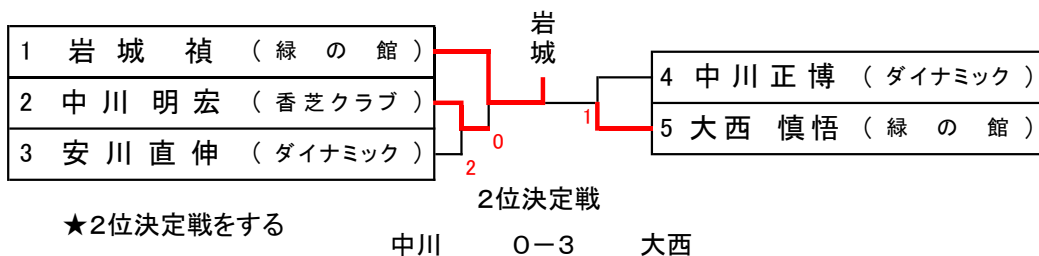 岩城
1 岩城 禎 （緑の館）
2 中川 明宏 （香芝クラブ）
3 安川 直伸 （ダイナミック）
0
2
1
4 中川 正博 （ダイナミック）
5 大西 慎悟 （緑の館）
2位決定戦
★2位決定戦をする
中川 0－3 大西